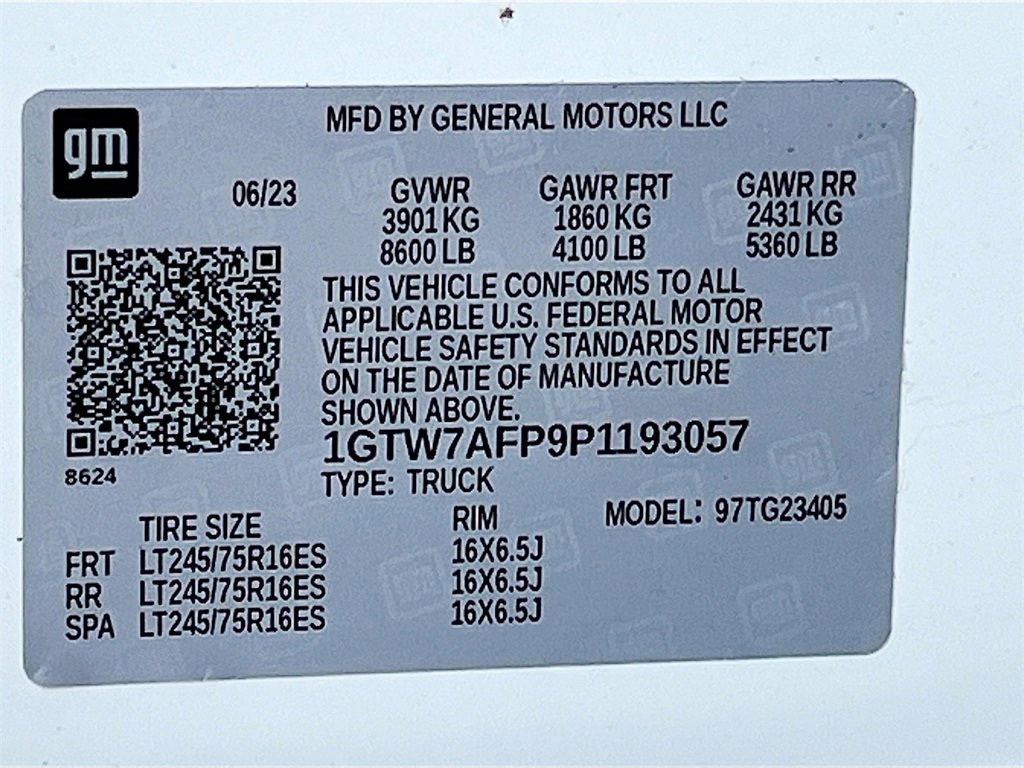 gm
MFD BY GENERAL MOTORS LLC
06/23 GVWR GAWR FRT GAWR RR
3901 KG 1860 KG 2431 KG
8600 LB 4100 LB 5360 LB
THIS VEHICLE CONFORMS TO ALL
APPLICABLE U.S. FEDERAL MOTOR
VEHICLE SAFETY STANDARDS IN EFFECT
ON THE DATE OF MANUFACTURE
SHOWN ABOVE.
1GTW7AFP9P1193057
8624
TYPE: TRUCK
TIRE SIZE RIM MODEL: 97TG23405
FRT LT245/75R16ES 16X6.5J
RR LT245/75R16ES 16X6.5J
SPA LT245/75R16ES 16X6.5J